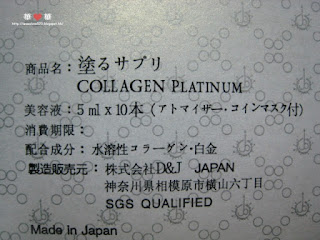 華♥華
商品名：塗るサプリ
COLLAGEN PLATINUM
美容液：5ml x 10本（アトマイザー・コインマスク付）
消費期限：
配合成分：水溶性コラーゲン・白金
製造販売元：株式会社D&J JAPAN
神奈川県相模原市横山六丁目
SGS QUALIFIED
Made in Japan